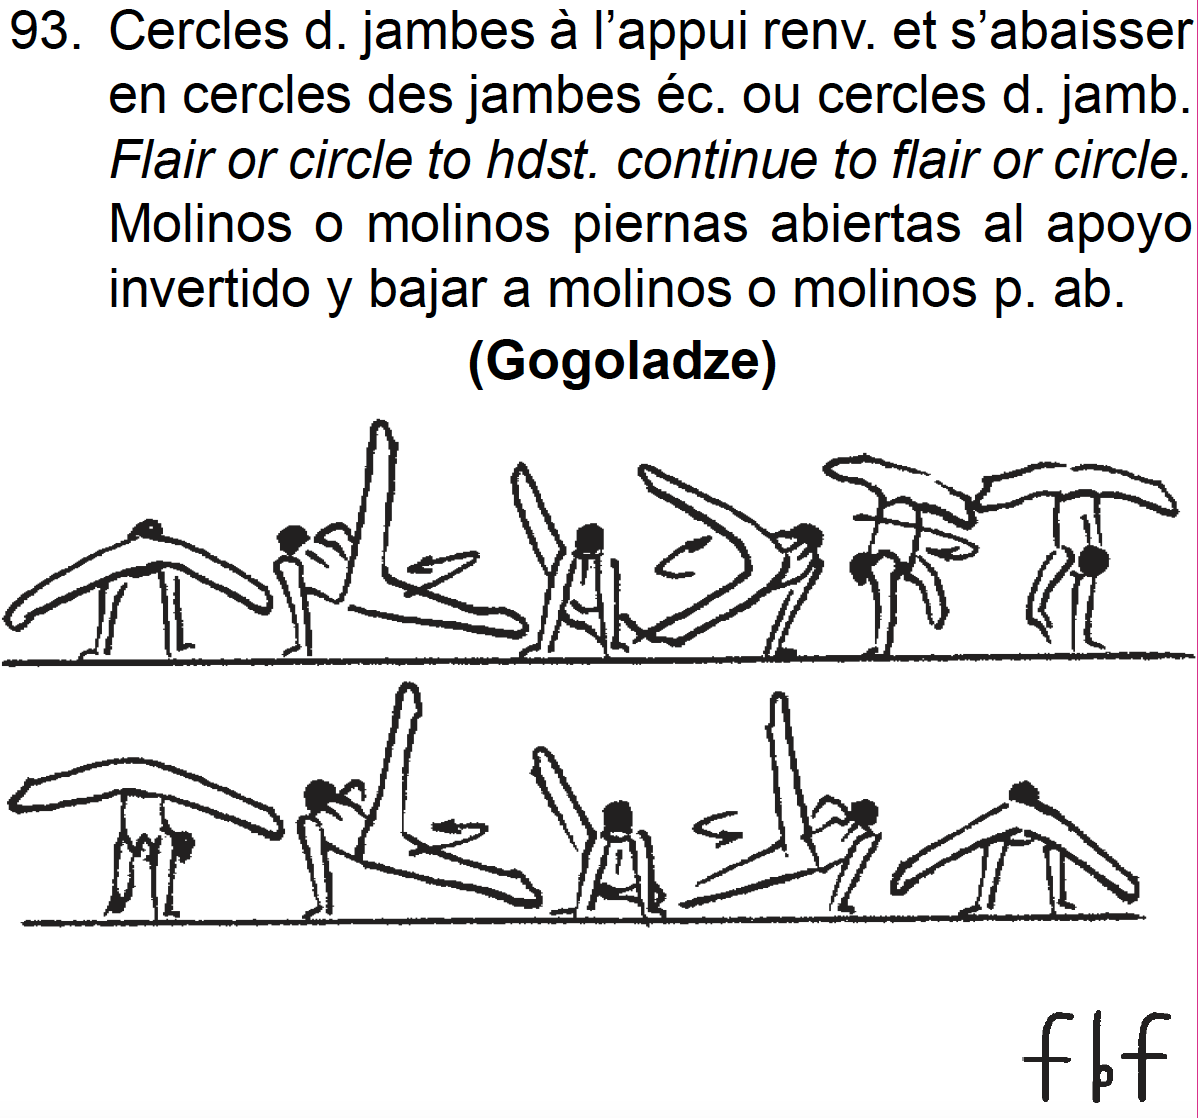 93. Cercles d. jambes à l’appui renv. et s’abaisser
en cercles des jambes éc. ou cercles d. jamb.
Flair or circle to hdst. continue to flair or circle.
Molinos o molinos piernas abiertas al apoyo
invertido y bajar a molinos o molinos p. ab.
(Gogoladze)